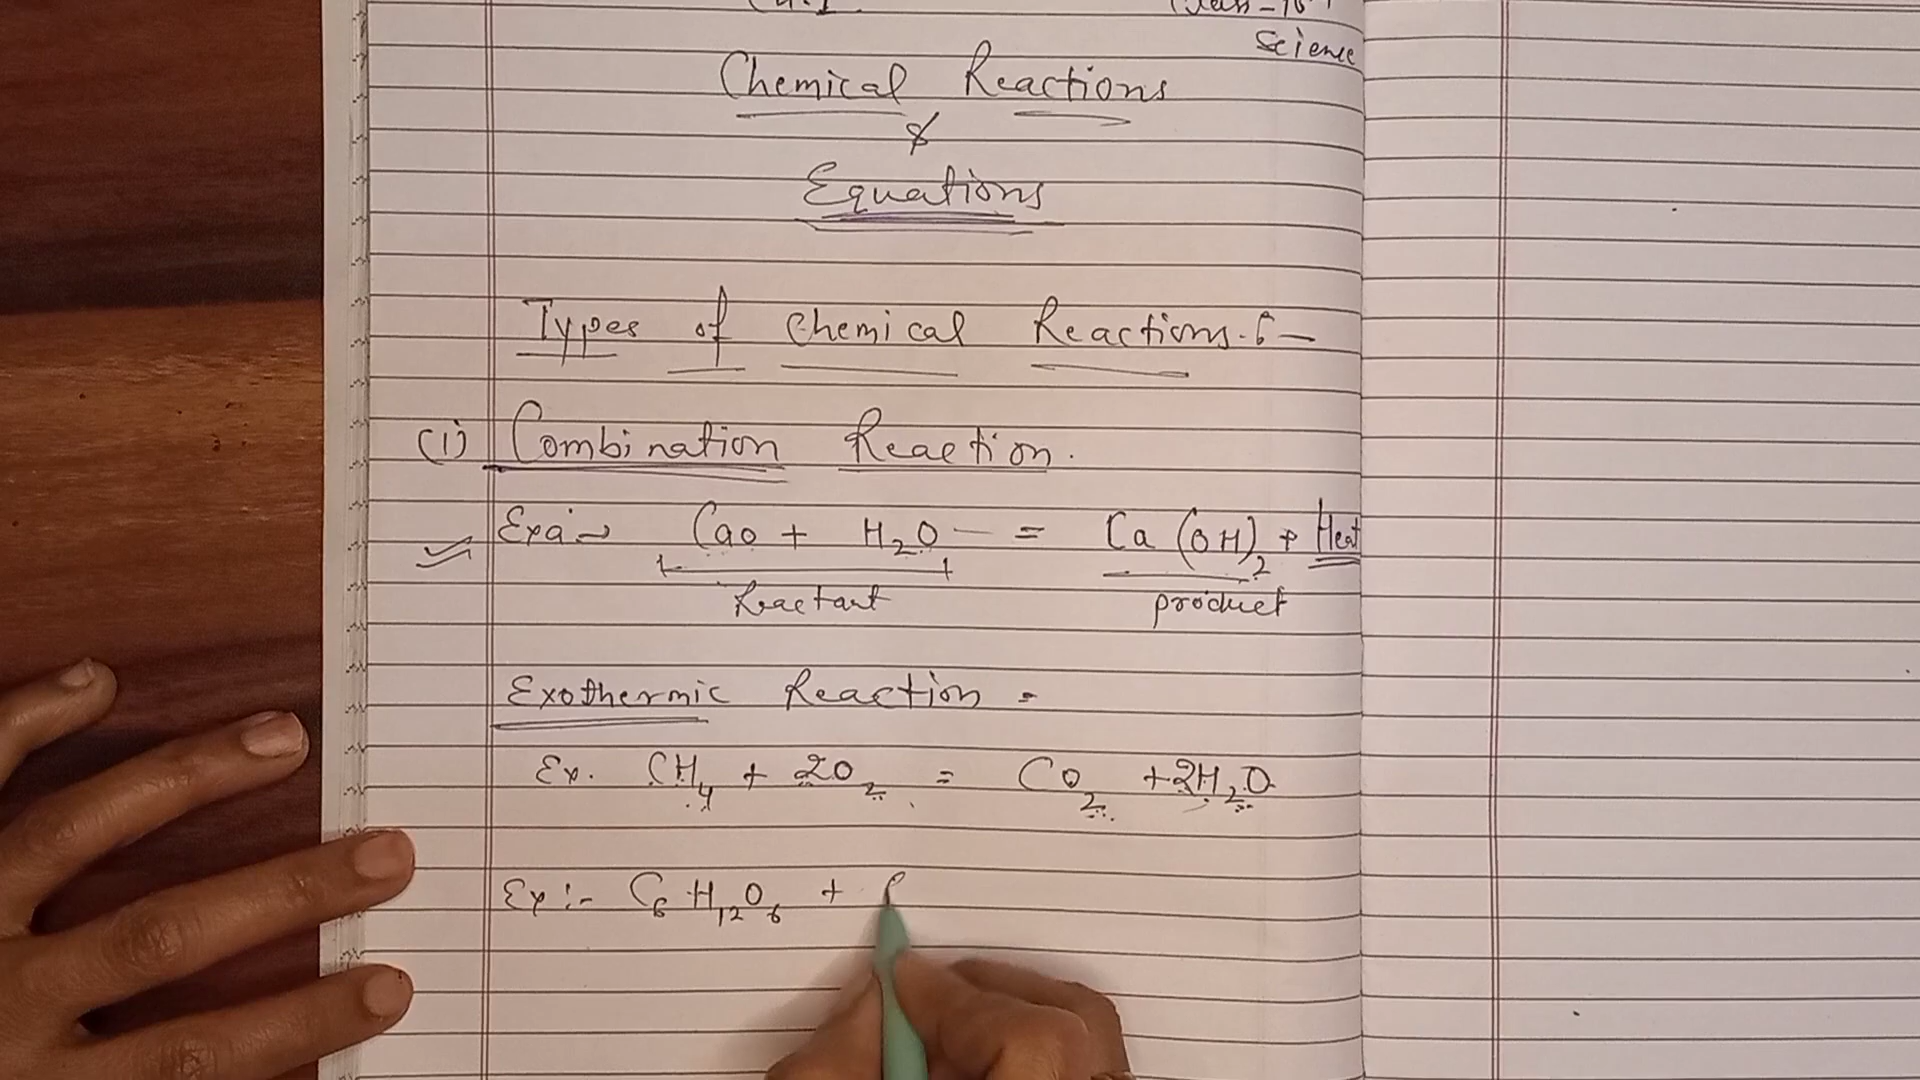 Science
Chemical Reactions
&
Equations
Types of Chemical Reactions :-
(1) Combination Reaction.
Exa:→ CaO + H₂O — = Ca(OH)₂ + Heat
Reactant product
Exothermic Reaction =
Ex. CH₄ + 2O₂ = CO₂ + 2H₂O
Ex :- C₆H₁₂O₆ +